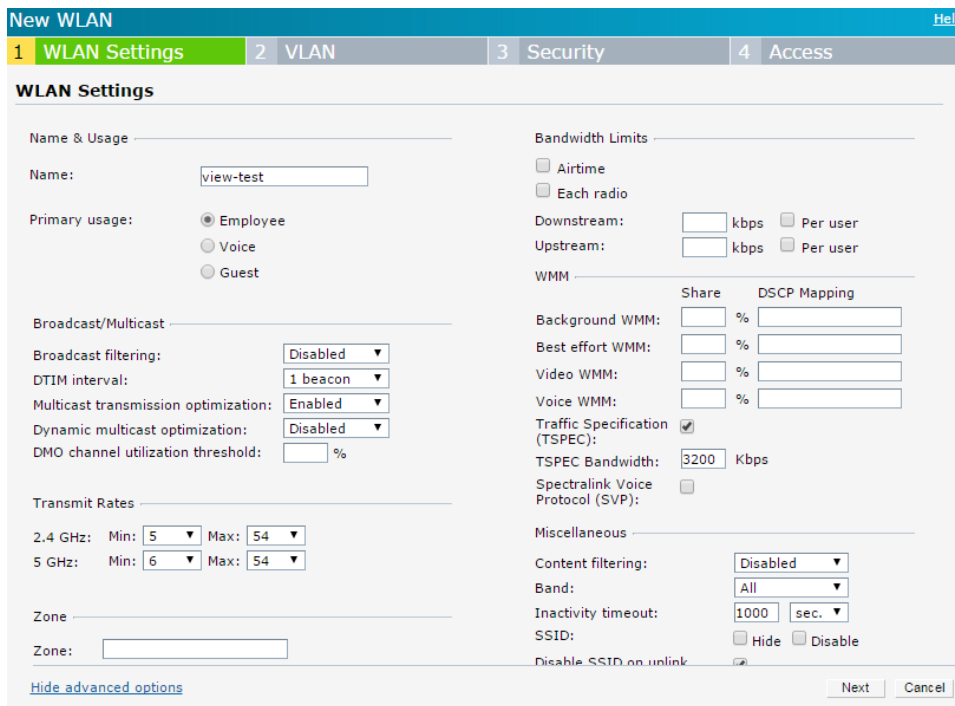 New WLAN
Hel
1 WLAN Settings
2 VLAN
3 Security
4 Access
WLAN Settings
Name & Usage
Name: view-test
Primary usage: Employee
Voice
Guest
Broadcast/Multicast
Broadcast filtering: Disabled
DTIM interval: 1 beacon
Multicast transmission optimization: Enabled
Dynamic multicast optimization: Disabled
DMO channel utilization threshold: %
Transmit Rates
2.4 GHz: Min: 5 Max: 54
5 GHz: Min: 6 Max: 54
Zone
Zone:
Bandwidth Limits
Airtime
Each radio
Downstream: kbps Per user
Upstream: kbps Per user
WMM
Share DSCP Mapping
Background WMM: %
Best effort WMM: %
Video WMM: %
Voice WMM: %
Traffic Specification
(TSPEC):
TSPEC Bandwidth: 3200 Kbps
Spectralink Voice
Protocol (SVP):
Miscellaneous
Content filtering: Disabled
Band: All
Inactivity timeout: 1000 sec.
SSID: Hide Disable
Disable SSID on uplink
Hide advanced options
Next
Cancel